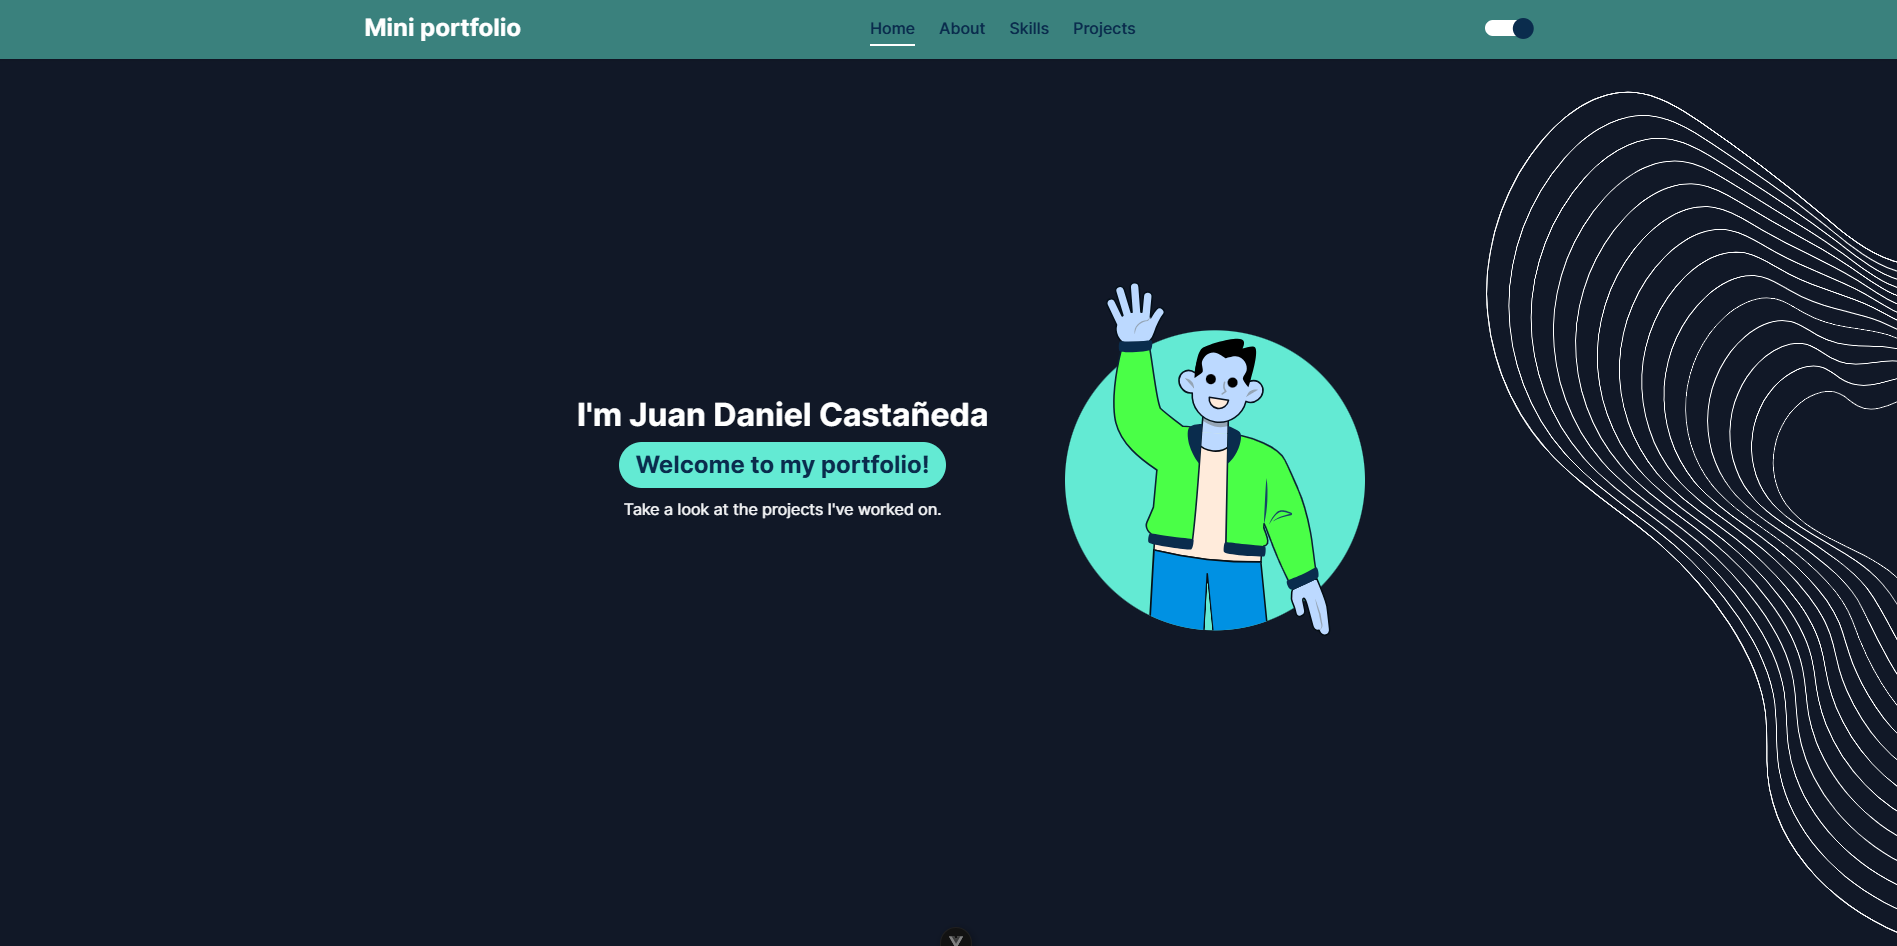 Mini portfolio
Home About Skills Projects
I'm Juan Daniel Castañeda
Welcome to my portfolio!
Take a look at the projects I've worked on.